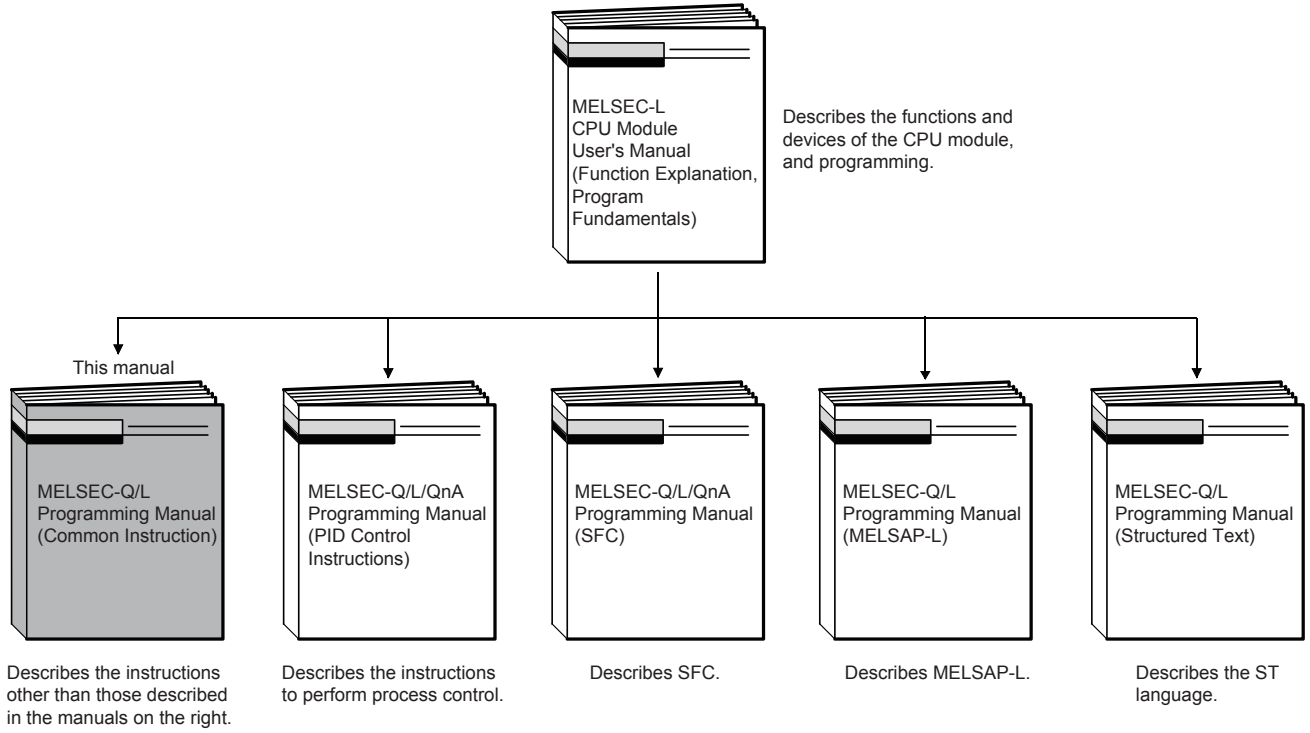 MELSEC-L
CPU Module
User's Manual
(Function Explanation,
Program
Fundamentals)
Describes the functions and
devices of the CPU module,
and programming.
This manual
MELSEC-Q/L
Programming Manual
(Common Instruction)
MELSEC-Q/L/QnA
Programming Manual
(PID Control
Instructions)
MELSEC-Q/L/QnA
Programming Manual
(SFC)
MELSEC-Q/L
Programming Manual
(MELSAP-L)
MELSEC-Q/L
Programming Manual
(Structured Text)
Describes the instructions
other than those described
in the manuals on the right.
Describes the instructions
to perform process control.
Describes SFC.
Describes MELSAP-L.
Describes the ST
language.